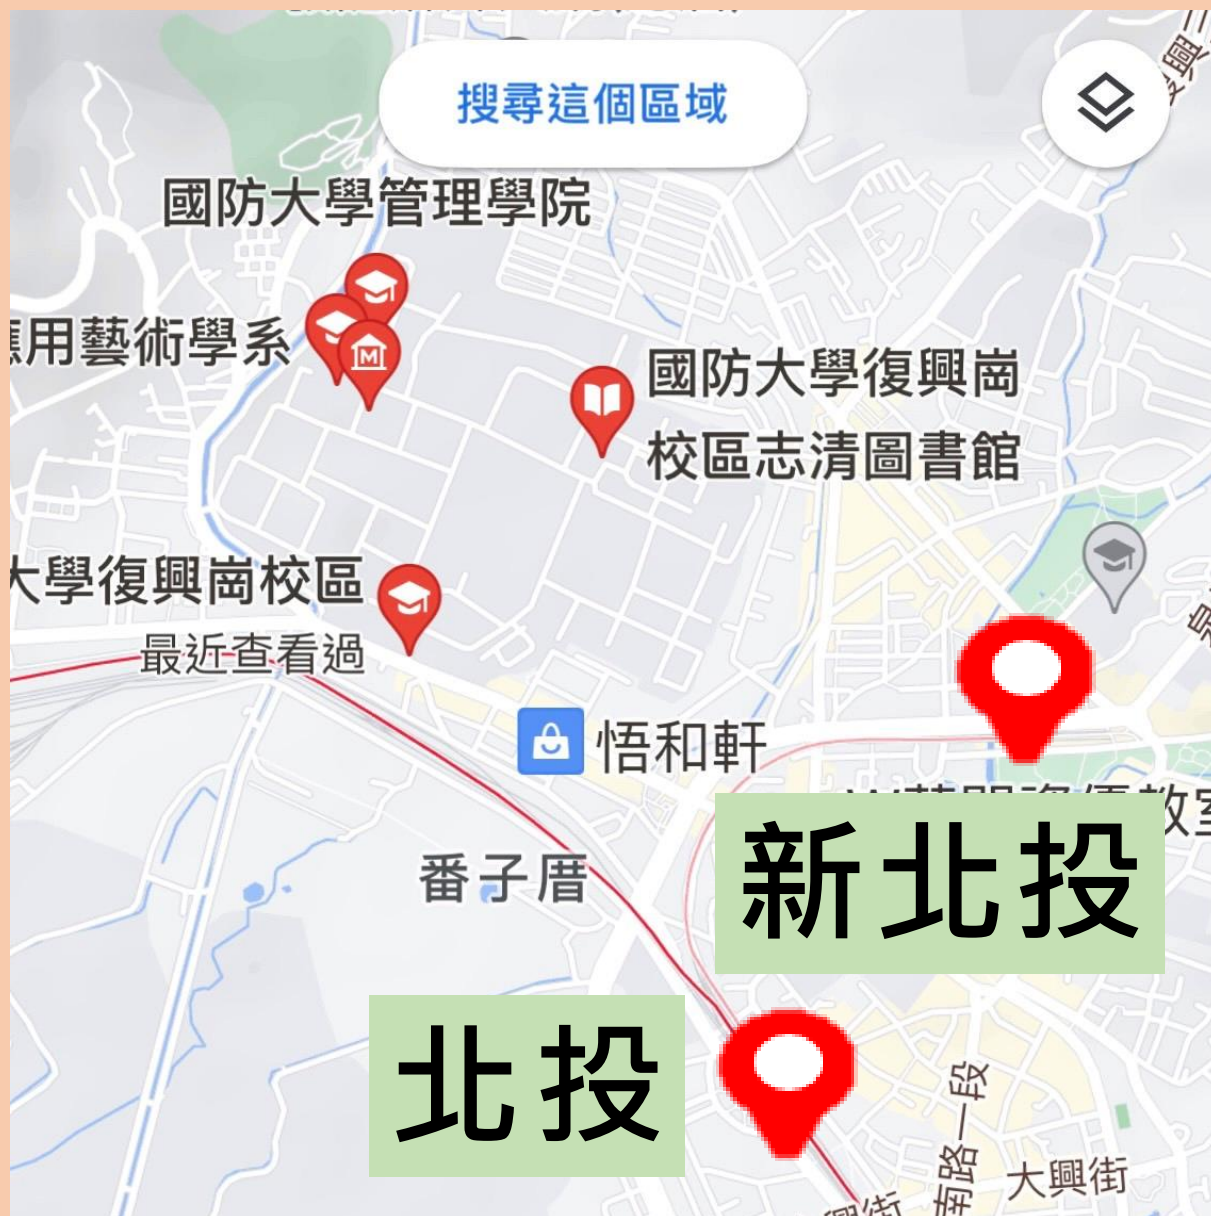 搜尋這個區域
國防大學管理學院
應用藝術學系
國防大學復興崗
校區志清圖書館
大學復興崗校區
最近查看過
悟和軒
教室
新北投
番子厝
北投
南路一段
大興街